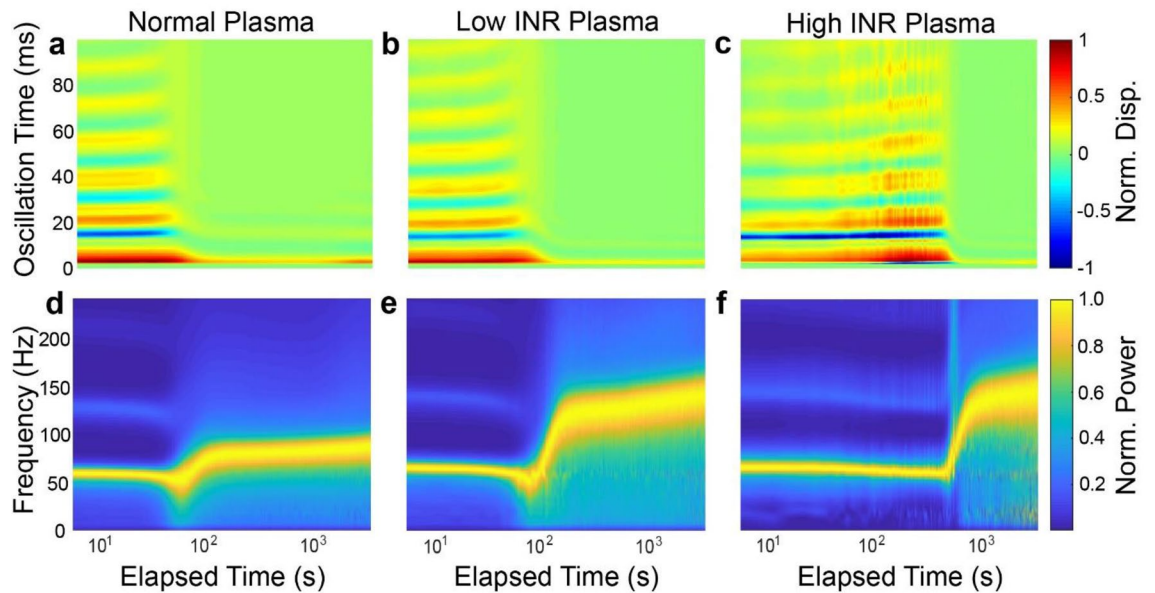 Normal Plasma
Low INR Plasma
High INR Plasma
a
b
c
Oscillation Time (ms)
80
60
40
20
0
1
0.5
0
-0.5
-1
Norm. Disp.
d
e
f
Frequency (Hz)
200
150
100
50
0
1.0
0.8
0.6
0.4
0.2
Norm. Power
10¹ 10² 10³
10¹ 10² 10³
10¹ 10² 10³
Elapsed Time (s)
Elapsed Time (s)
Elapsed Time (s)